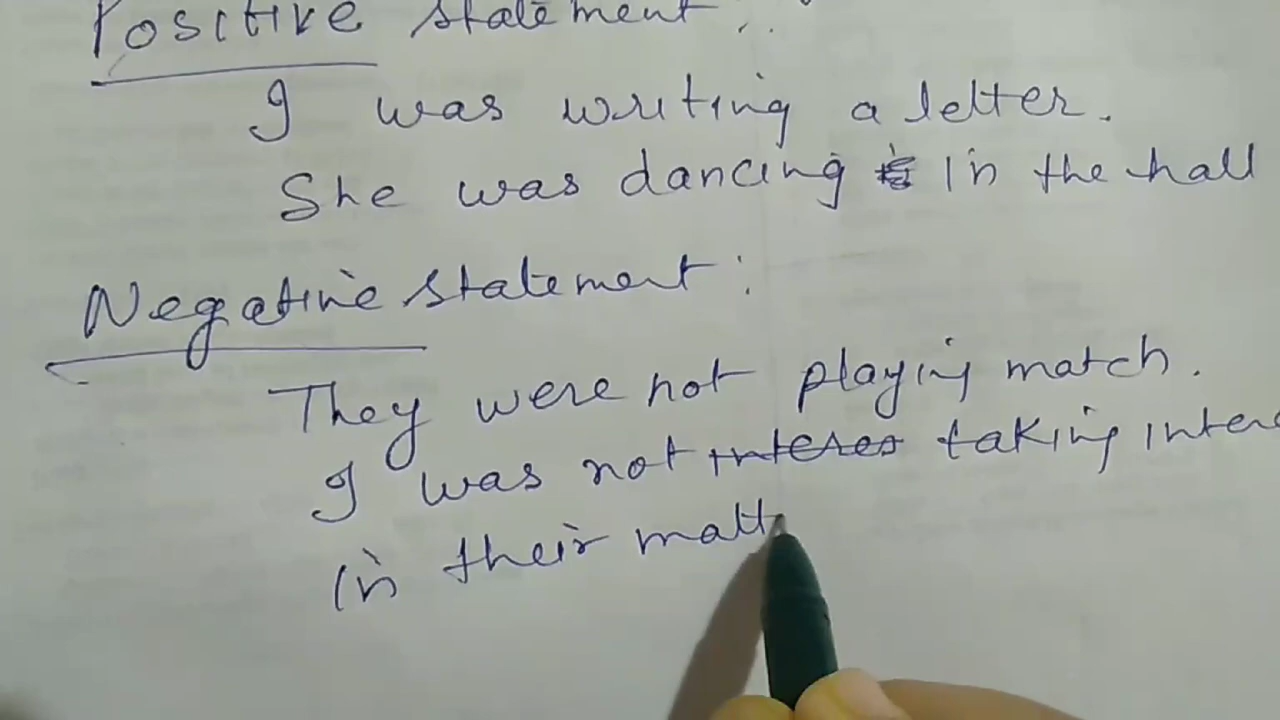 Positive statement :
I was writing a letter.
She was dancing in the hall
Negative statement :
They were not playing match.
I was not interes taking intere
in their matt